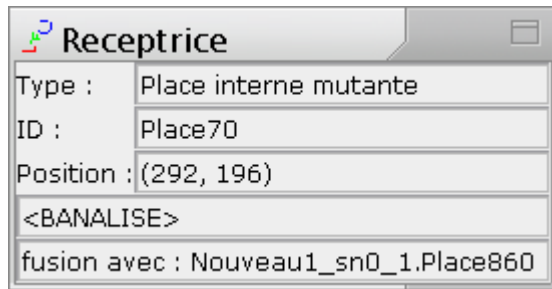 Receptrice
Type : Place interne mutante
ID : Place70
Position : (292, 196)
<BANALISE>
fusion avec : Nouveau1_sn0_1.Place860